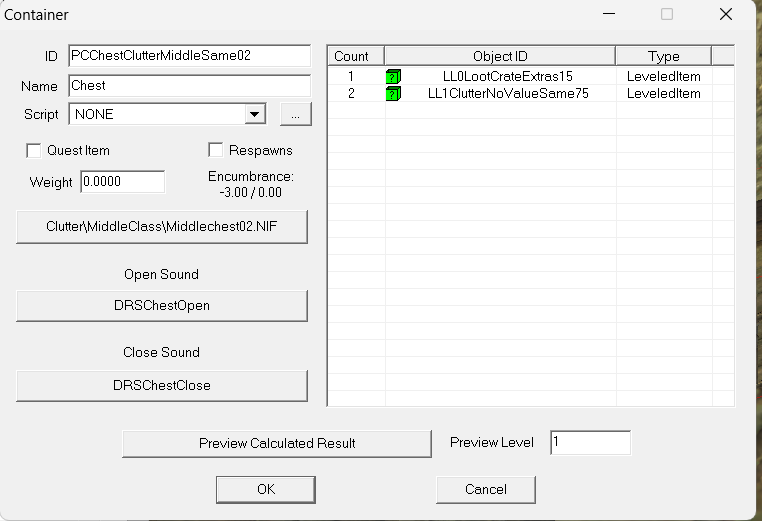 Container
ID PCChestClutterMiddleSame02
Name Chest
Script NONE ...
Quest Item Respawns
Weight 0.0000 Encumbrance:
-3.00 / 0.00
Clutter\MiddleClass\Middlechest02.NIF
Open Sound
DRSChestOpen
Close Sound
DRSChestClose
Count Object ID Type
1 ? LL0LootCrateExtras15 LeveledItem
2 ? LL1ClutterNoValueSame75 LeveledItem
Preview Calculated Result Preview Level 1
OK Cancel